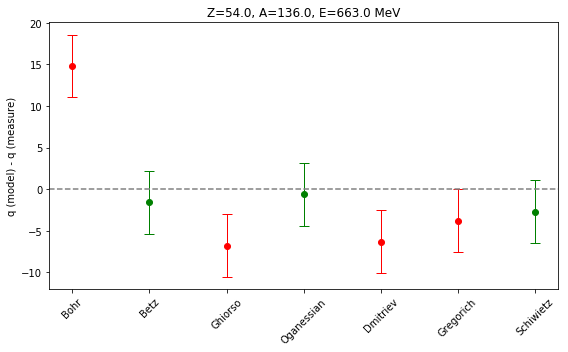 Z=54.0, A=136.0, E=663.0 MeV
q (model) - q (measure)
20
15
10
5
0
−5
−10
Bohr
Betz
Ghiorso
Oganessian
Dmitriev
Gregorich
Schiwietz